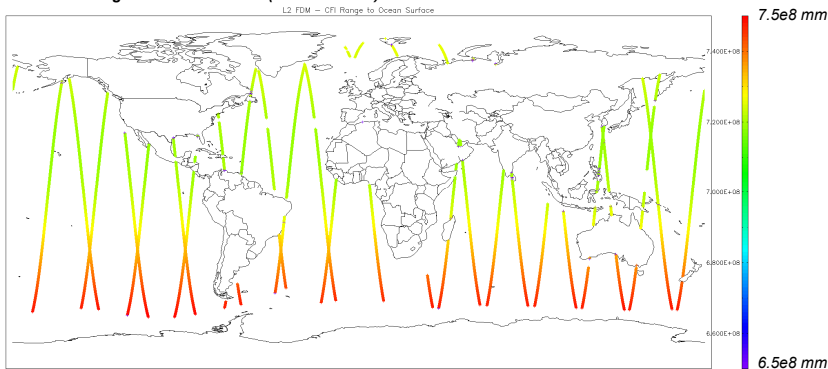 L2 FDM − CFI Range to Ocean Surface
7.5e8 mm
7.400E+08
7.200E+08
7.000E+08
6.800E+08
6.600E+08
6.5e8 mm